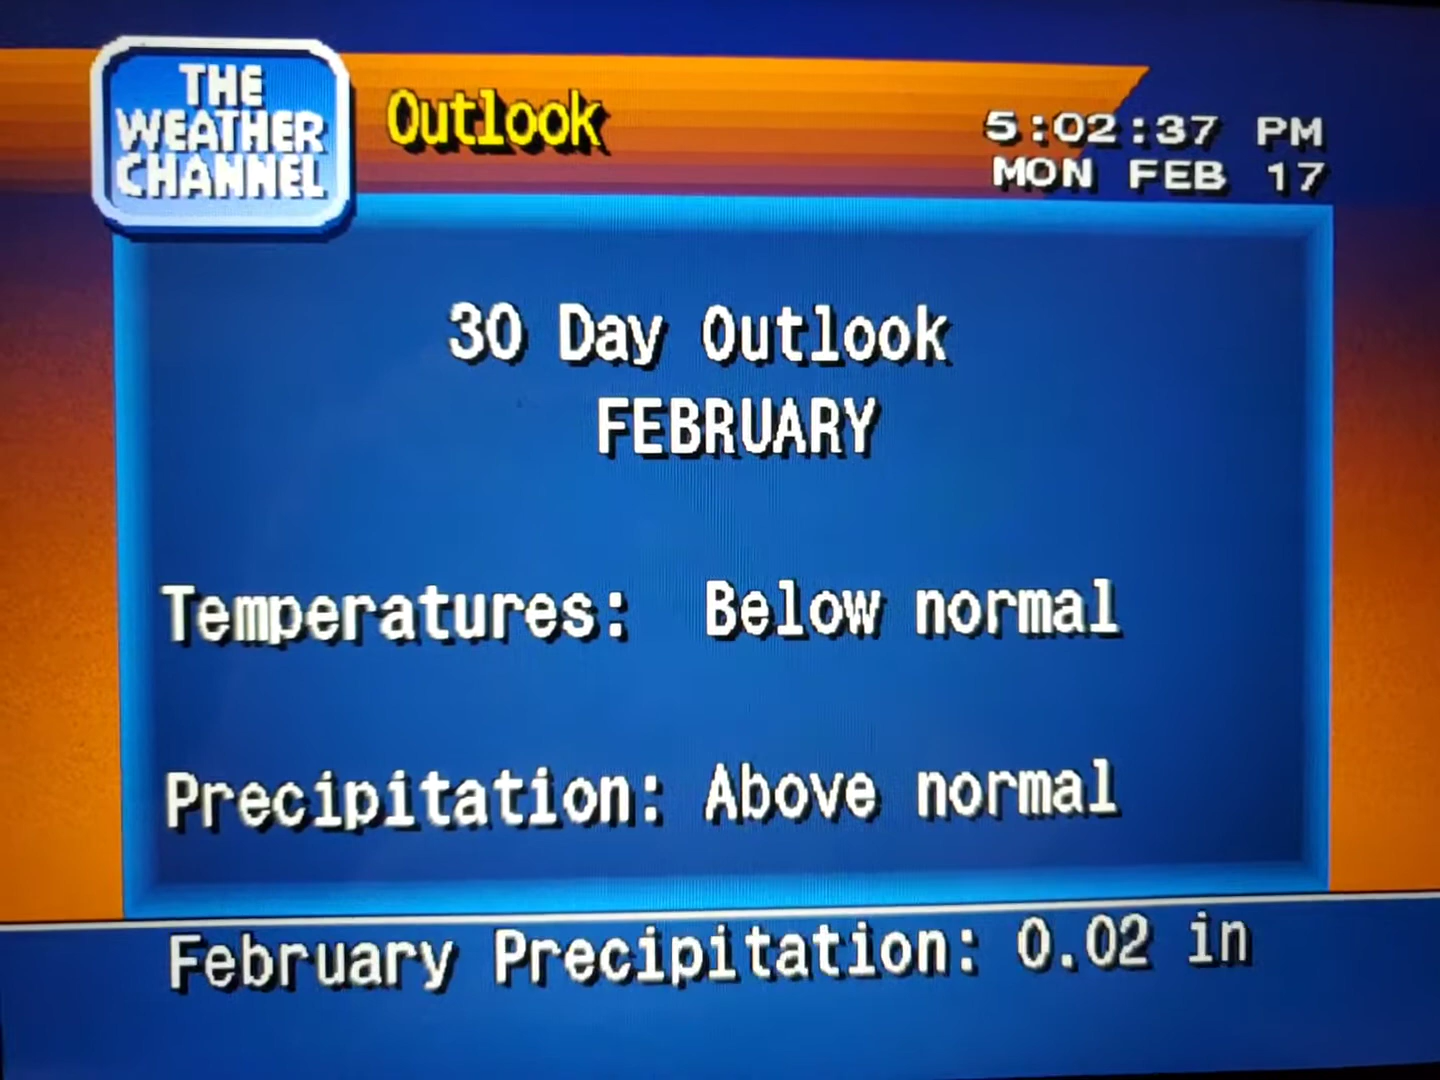 THE
WEATHER
CHANNEL
Outlook
5:02:37 PM
MON FEB 17
30 Day Outlook
FEBRUARY
Temperatures: Below normal
Precipitation: Above normal
February Precipitation: 0.02 in